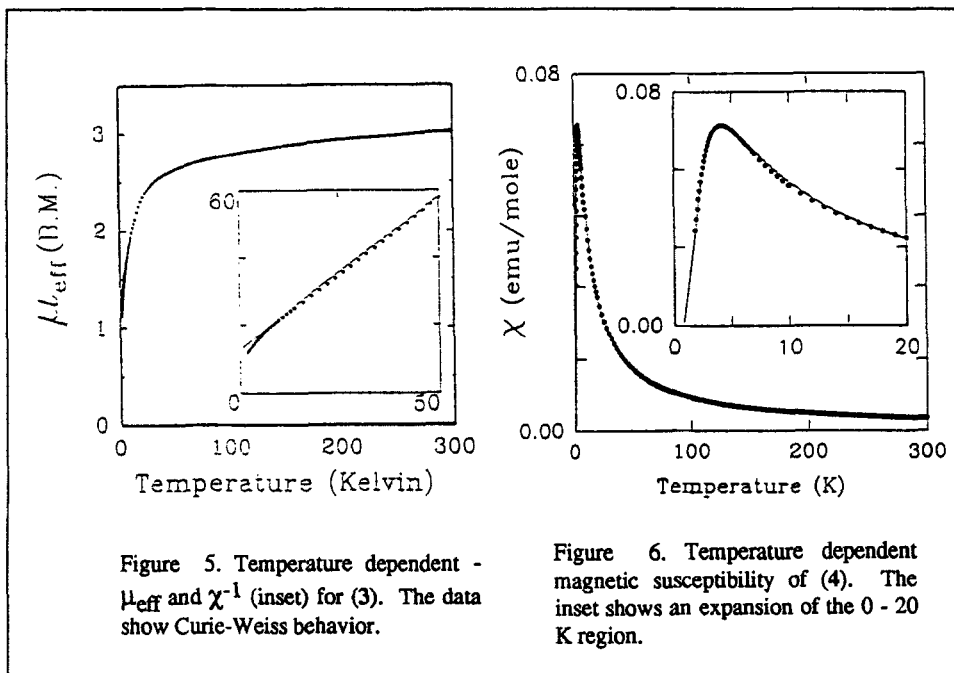 μeff (B.M.)
3
2
1
0
0
100
200
300
Temperature (Kelvin)
60
0
50
χ (emu/mole)
0.08
0.00
0
100
200
300
Temperature (K)
0.08
0.00
0
10
20
Figure 5. Temperature dependent -
μeff and χ-1 (inset) for (3). The data
show Curie-Weiss behavior.
Figure 6. Temperature dependent
magnetic susceptibility of (4). The
inset shows an expansion of the 0 - 20
K region.